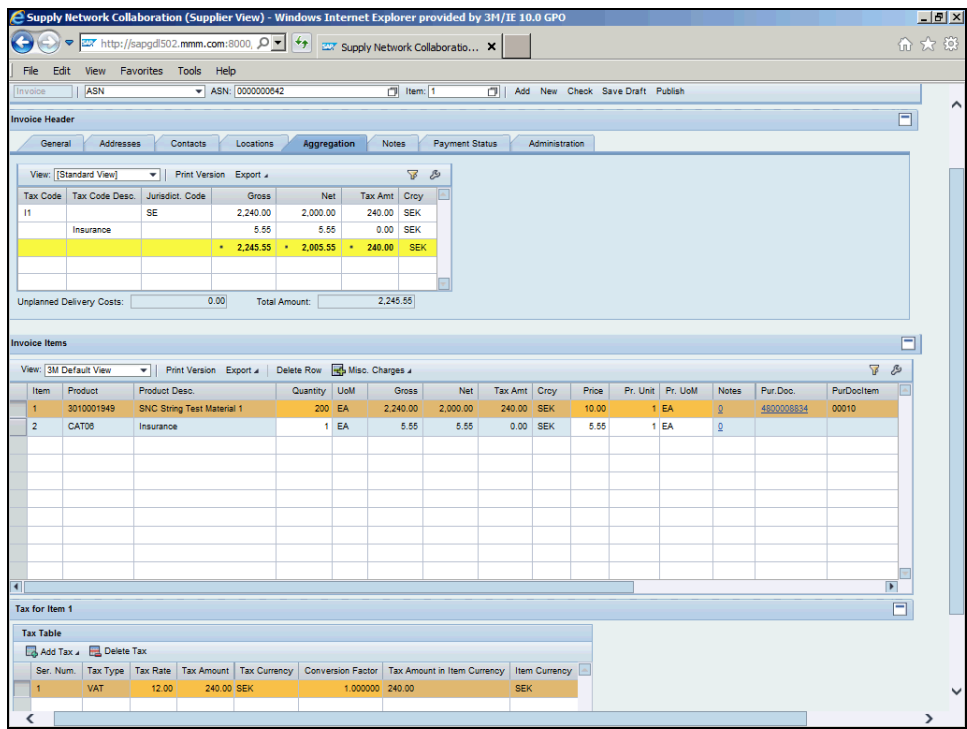 Supply Network Collaboration (Supplier View) - Windows Internet Explorer provided by 3M/IE 10.0 GPO
http://sapgdl502.mmm.com:8000, Supply Network Collaboratio...
File Edit View Favorites Tools Help
Invoice ASN ASN: 0000000642 Item: 1 Add New Check Save Draft Publish
Invoice Header
General Addresses Contacts Locations Aggregation Notes Payment Status Administration
View: [Standard View] Print Version Export
Tax Code Tax Code Desc. Jurisdict. Code Gross Net Tax Amt Crcy
I1 SE 2,240.00 2,000.00 240.00 SEK
Insurance 5.55 5.55 0.00 SEK
* 2,245.55 * 2,005.55 * 240.00 SEK
Unplanned Delivery Costs: 0.00 Total Amount: 2,245.55
Invoice Items
View: 3M Default View Print Version Export Delete Row Misc. Charges
Item Product Product Desc. Quantity UoM Gross Net Tax Amt Crcy Price Pr. Unit Pr. UoM Notes Pur.Doc. PurDocItem
1 3010001949 SNC String Test Material 1 200 EA 2,240.00 2,000.00 240.00 SEK 10.00 1 EA 0 4800008834 00010
2 CAT06 Insurance 1 EA 5.55 5.55 0.00 SEK 5.55 1 EA 0
Tax for Item 1
Tax Table
Add Tax Delete Tax
Ser. Num. Tax Type Tax Rate Tax Amount Tax Currency Conversion Factor Tax Amount in Item Currency Item Currency
1 VAT 12.00 240.00 SEK 1.000000 240.00 SEK